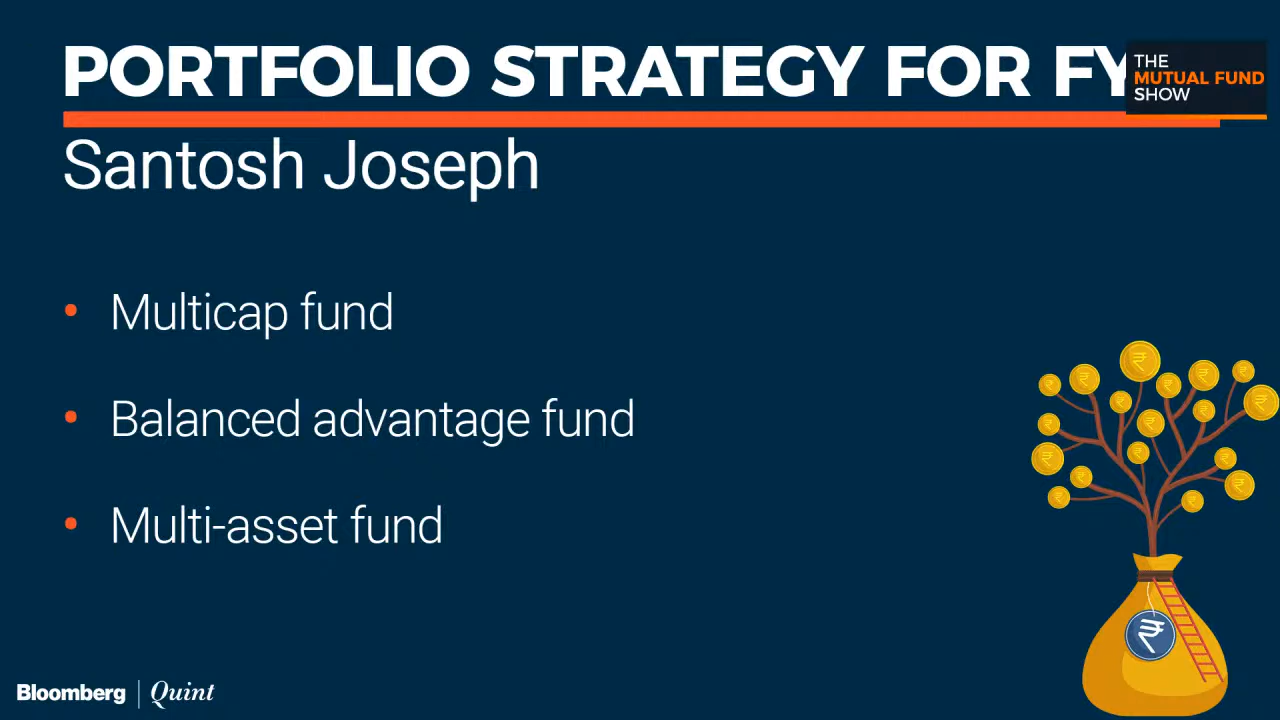 PORTFOLIO STRATEGY FOR FY
THE
MUTUAL FUND
SHOW
Santosh Joseph
• Multicap fund
• Balanced advantage fund
• Multi-asset fund
Bloomberg | Quint